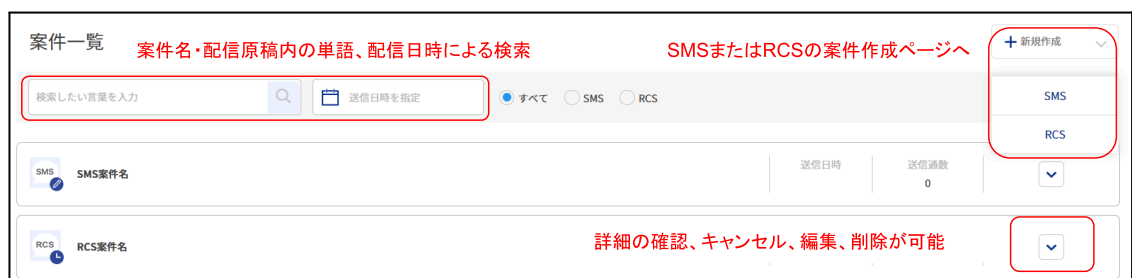 案件一覧
案件名・配信原稿内の単語、配信日時による検索
SMSまたはRCSの案件作成ページへ
新規作成
検索したい言葉を入力
送信日時を指定
すべて
SMS
RCS
SMS
RCS
SMS
SMS案件名
送信日時
送信通数
0
RCS
RCS案件名
詳細の確認、キャンセル、編集、削除が可能